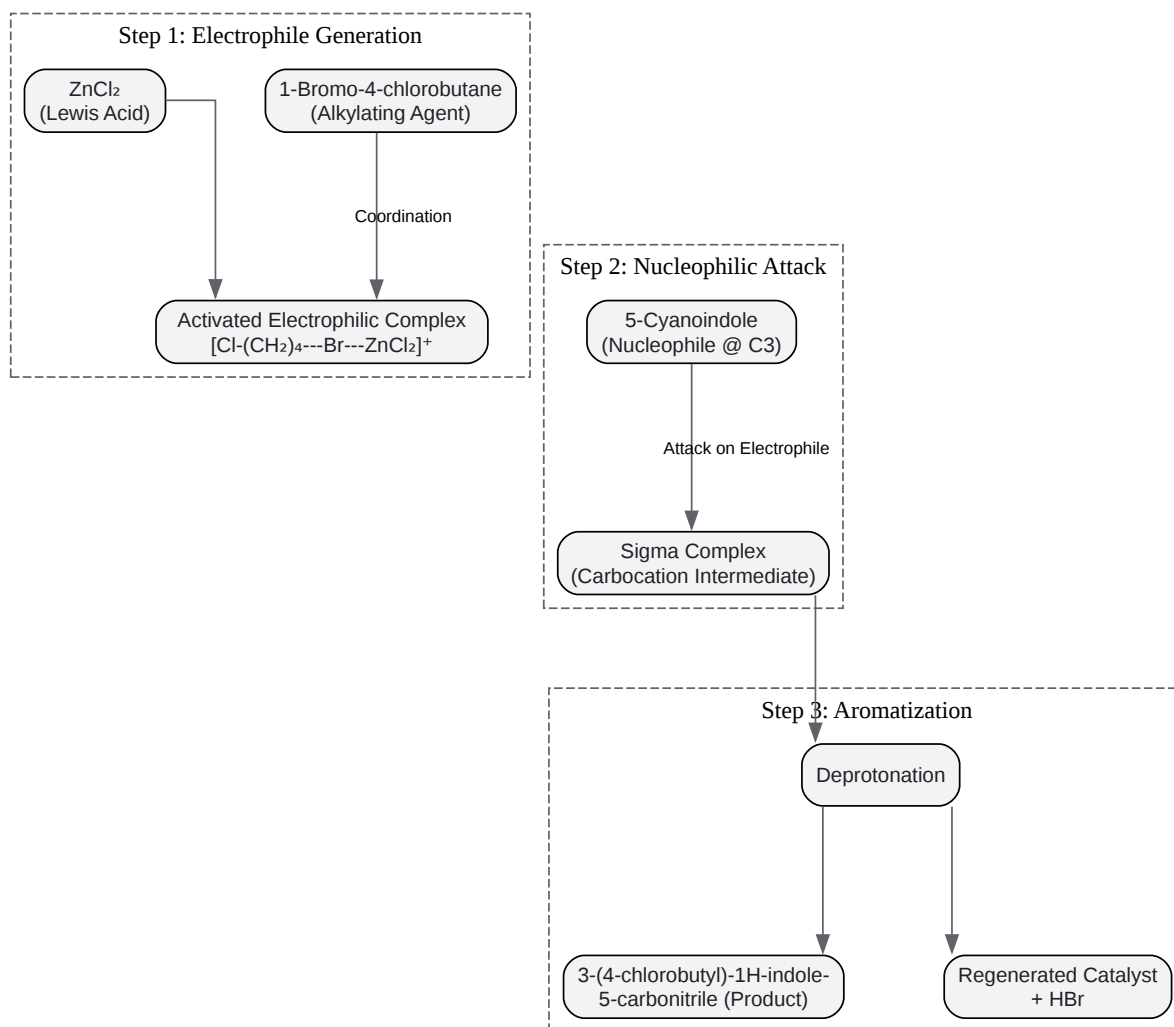 Step 1: Electrophile Generation
ZnCl₂
(Lewis Acid)
1-Bromo-4-chlorobutane
(Alkylating Agent)
Coordination
Activated Electrophilic Complex
[Cl-(CH₂)₄---Br---ZnCl₂]⁺
Step 2: Nucleophilic Attack
5-Cyanoindole
(Nucleophile @ C3)
Attack on Electrophile
Sigma Complex
(Carbocation Intermediate)
Step 3: Aromatization
Deprotonation
3-(4-chlorobutyl)-1H-indole-
5-carbonitrile (Product)
Regenerated Catalyst
+ HBr